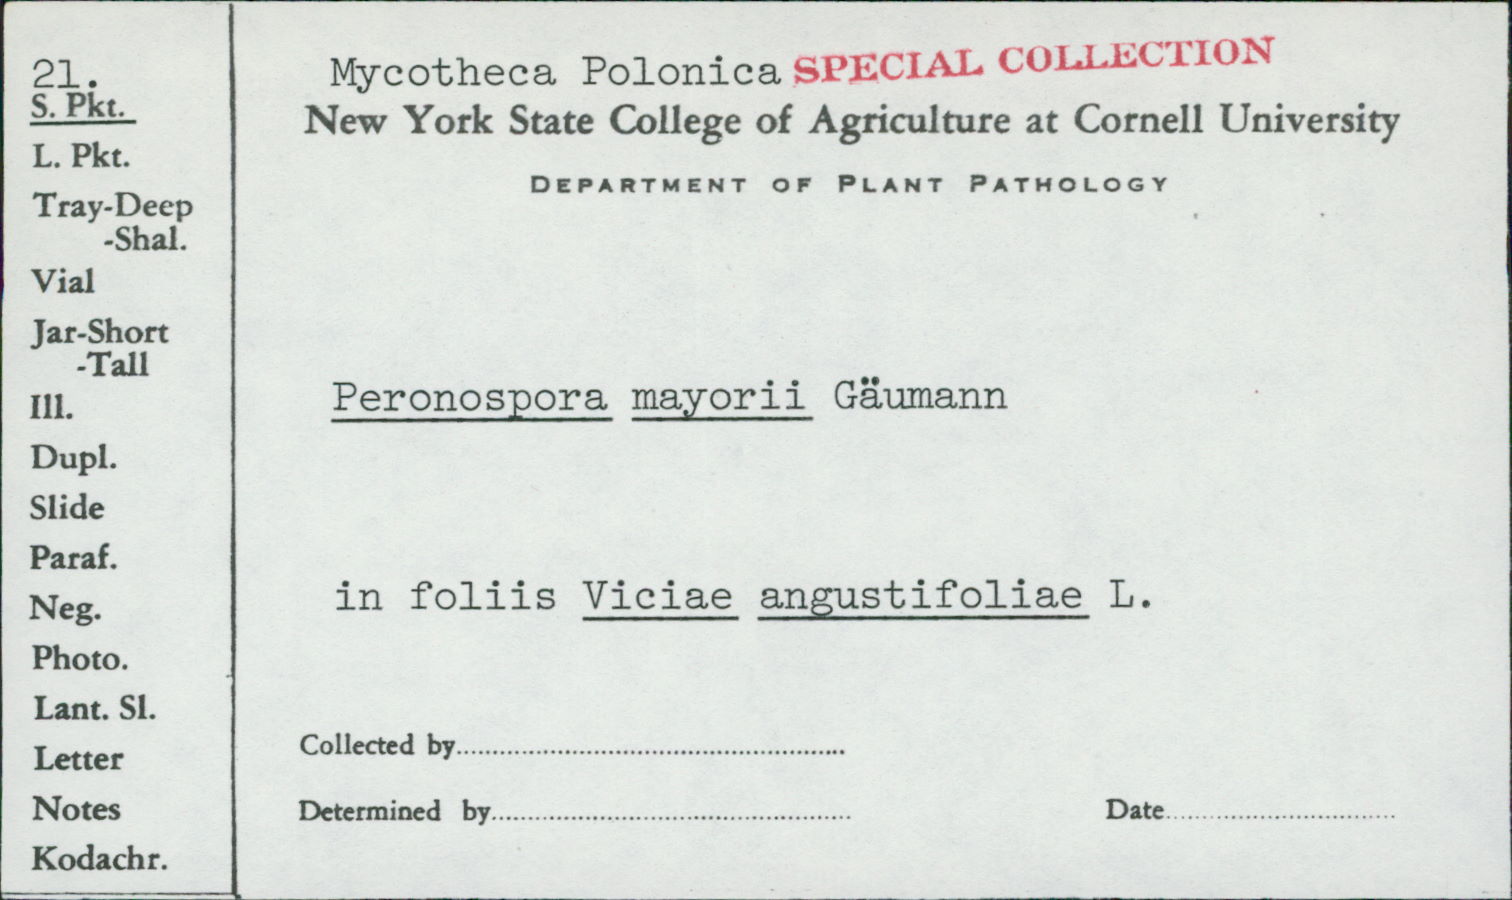 21.
S. Pkt.
L. Pkt.
Tray-Deep
-Shal.
Vial
Jar-Short
-Tall
Ill.
Dupl.
Slide
Paraf.
Neg.
Photo.
Lant. Sl.
Letter
Notes
Kodachr.
Mycotheca Polonica SPECIAL COLLECTION
New York State College of Agriculture at Cornell University
DEPARTMENT OF PLANT PATHOLOGY
Peronospora mayorii Gäumann
in foliis Viciae angustifoliae L.
Collected by
Determined by Date